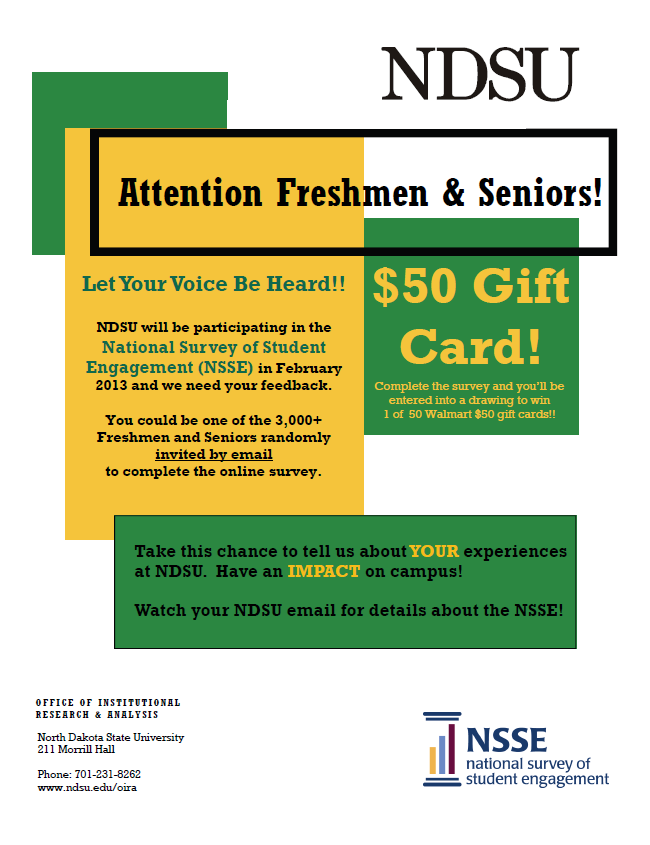 NDSU
Attention Freshmen & Seniors!
Let Your Voice Be Heard!!
NDSU will be participating in the
National Survey of Student
Engagement (NSSE) in February
2013 and we need your feedback.
You could be one of the 3,000+
Freshmen and Seniors randomly
invited by email
to complete the online survey.
$50 Gift
Card!
Complete the survey and you'll be
entered into a drawing to win
1 of 50 Walmart $50 gift cards!!
Take this chance to tell us about YOUR experiences
at NDSU. Have an IMPACT on campus!
Watch your NDSU email for details about the NSSE!
OFFICE OF INSTITUTIONAL
RESEARCH & ANALYSIS
North Dakota State University
211 Morrill Hall
Phone: 701-231-8262
www.ndsu.edu/oira
NSSE
national survey of
student engagement